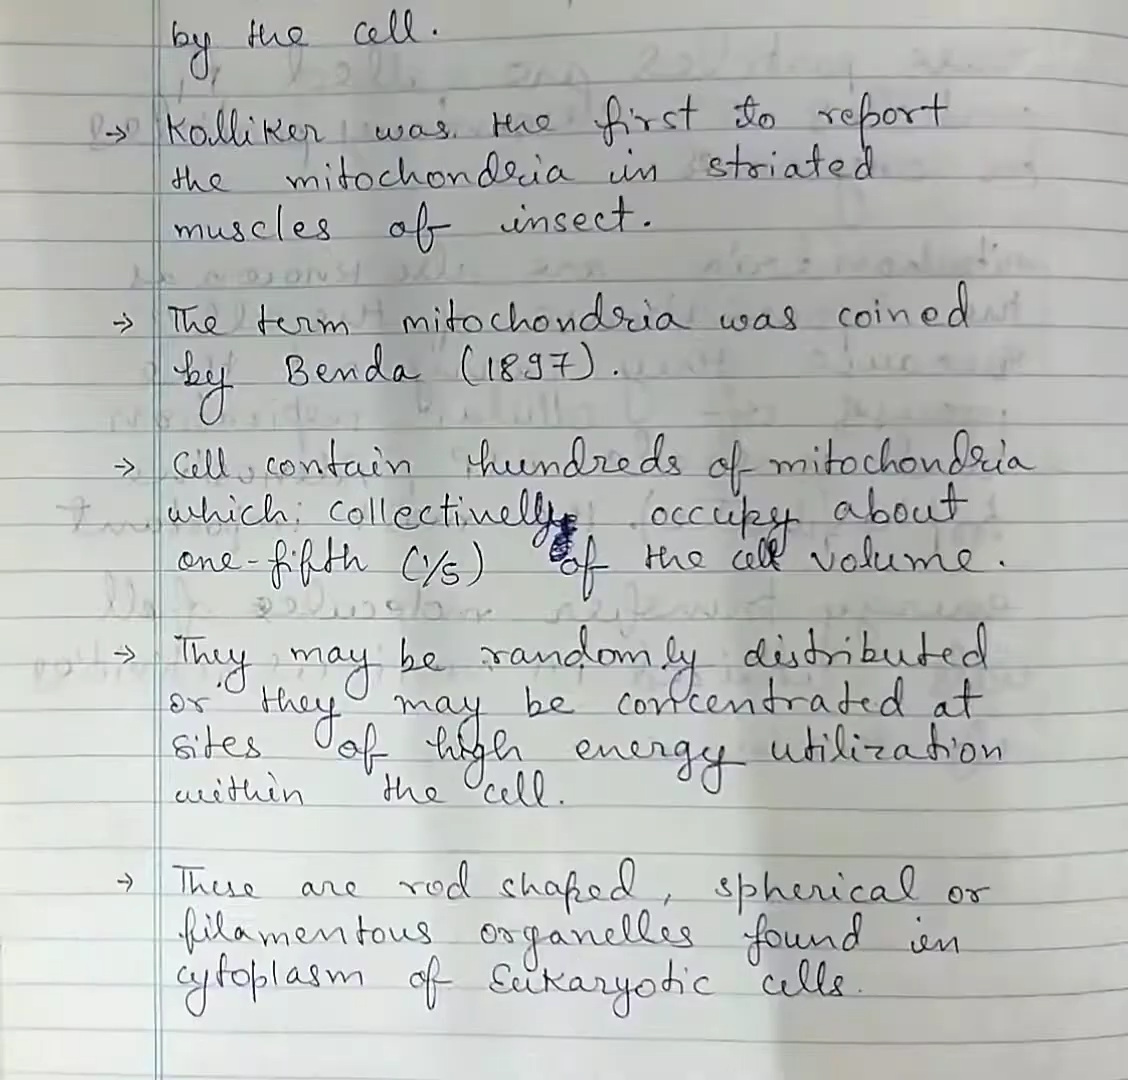 by the cell.
→ Kolliker was the first to report
the mitochondria in striated
muscles of insect.
→ The term mitochondria was coined
by Benda (1897).
→ Cell contain hundreds of mitochondria
which collectively occupy about
one-fifth (1/5) of the cell volume.
→ They may be randomly distributed
or they may be concentrated at
sites of high energy utilization
within the cell.
→ These are rod shaped, spherical or
filamentous organelles found in
cytoplasm of Eukaryotic cells.